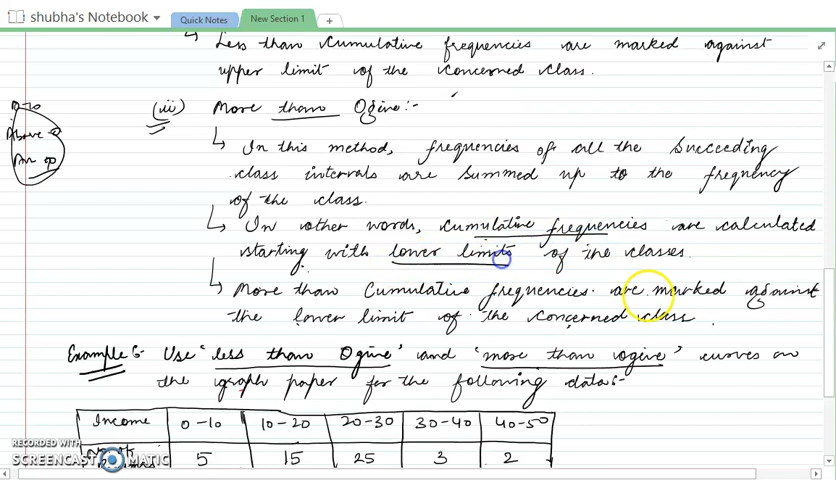 shubha's Notebook
Quick Notes
New Section 1
+
↳ Less than Cumulative frequencies are marked against
upper limit of the Concerned Class.
0-10
Above 0
(iii) More than Ogive:-
↳ In this method, frequencies of all the Succeeding
class intervals are Summed up to the frequency
of the class.
↳ In other words, Cumulative frequencies are calculated
starting with lower limits of the classes.
↳ More than Cumulative frequencies are marked against
the lower limit of the Concerned class.
Example: Use 'less than Ogive' and 'more than ogive' curves on
the graph paper for the following data:-
Income 0-10 10-20 20-30 30-40 40-50
5 15 25 3 2
RECORDED WITH
SCREENCAST MATIC